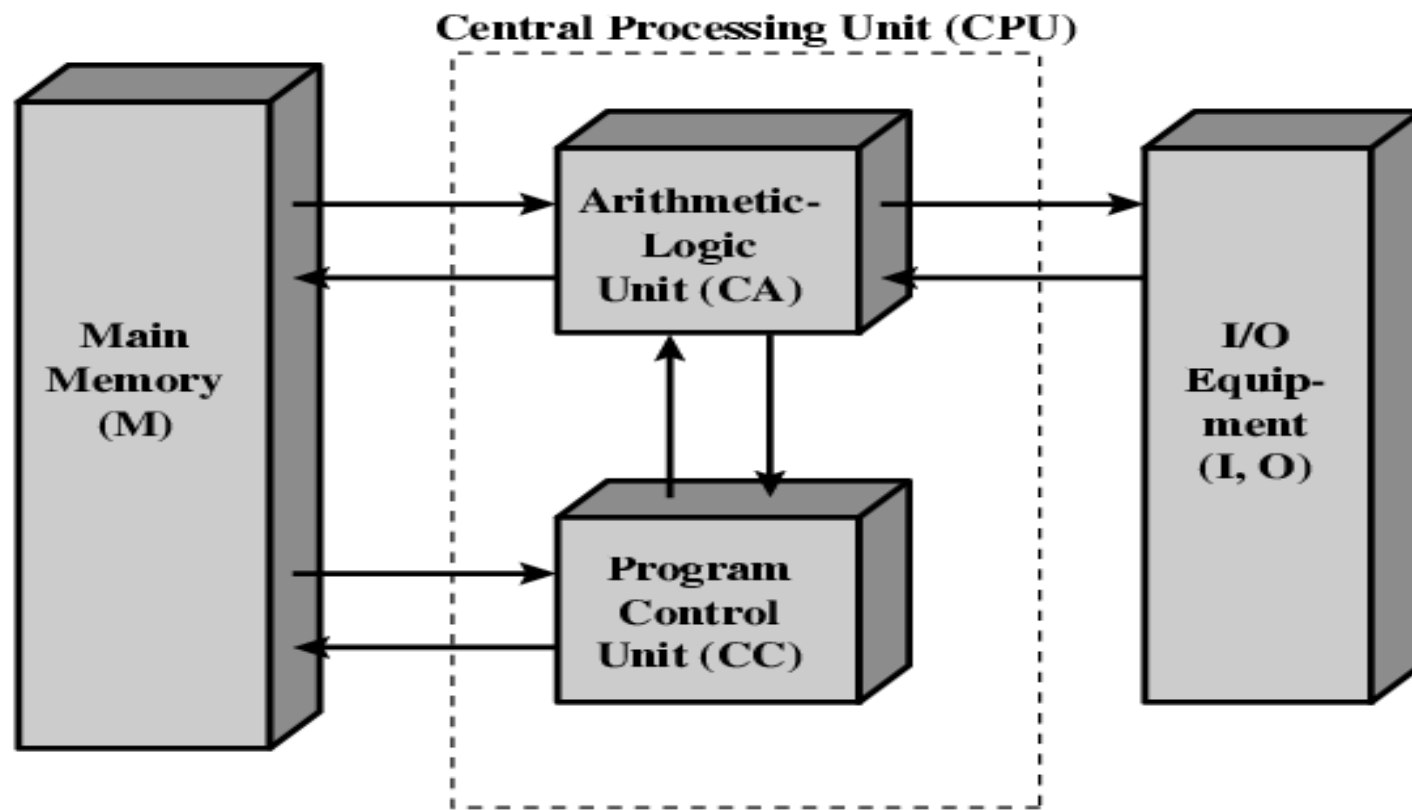 Central Processing Unit (CPU)
Main
Memory
(M)
Arithmetic-
Logic
Unit (CA)
Program
Control
Unit (CC)
I/O
Equip-
ment
(I, O)